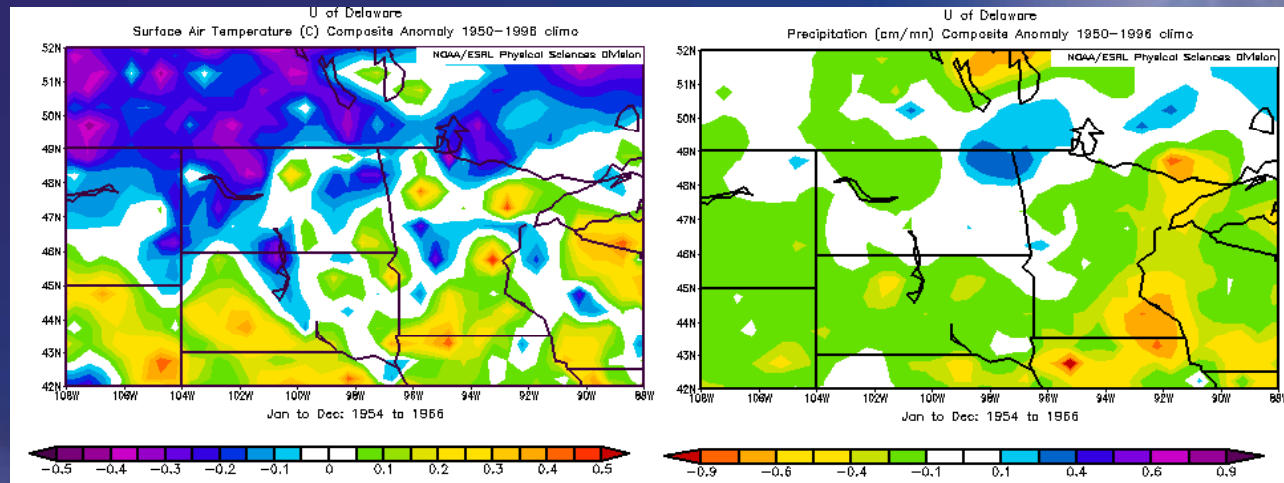 U of Delaware
Surface Air Temperature (C) Composite Anomaly 1950-1996 climo
NOAA/ESRL Physical Sciences Division
52N
51N
50N
49N
48N
47N
46N
45N
44N
43N
42N
108W 106W 104W 102W 100W 98W 96W 94W 92W 90W 88W
Jan to Dec: 1954 to 1966
-0.5 -0.4 -0.3 -0.2 -0.1 0 0.1 0.2 0.3 0.4 0.5
U of Delaware
Precipitation (cm/mn) Composite Anomaly 1950-1996 climo
NOAA/ESRL Physical Sciences Division
52N
51N
50N
49N
48N
47N
46N
45N
44N
43N
42N
108W 106W 104W 102W 100W 98W 96W 94W 92W 90W 88W
Jan to Dec: 1954 to 1966
-0.9 -0.6 -0.4 -0.1 0.1 0.4 0.6 0.9